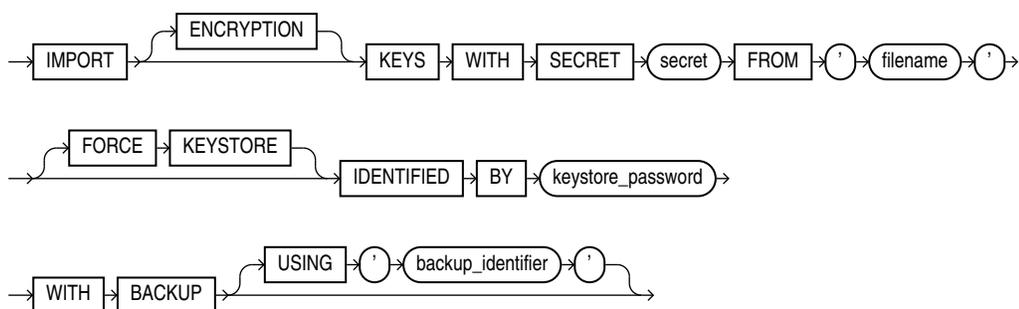 ENCRYPTION
IMPORT KEYS WITH SECRET secret FROM ’ filename ’
FORCE KEYSTORE
IDENTIFIED BY keystore_password
USING ’ backup_identifier ’
WITH BACKUP